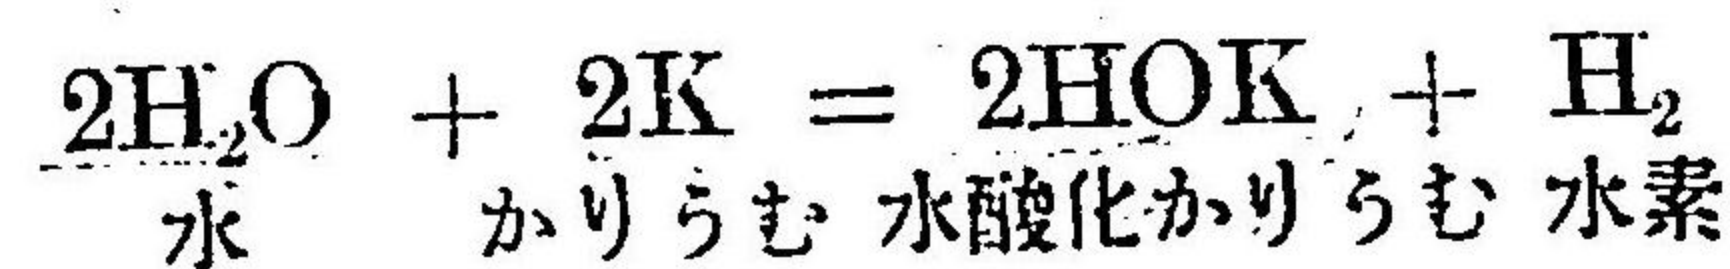 2H₂O + 2K = 2HOK + H₂
水 かりうむ 水酸化かりうむ 水素